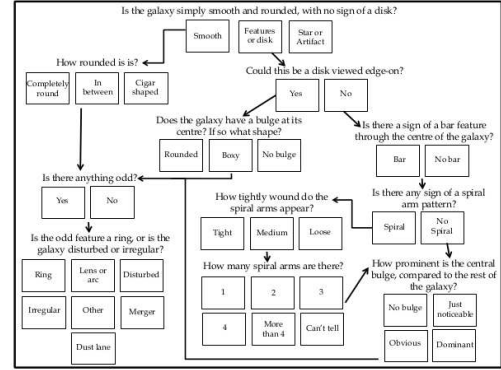 Is the galaxy simply smooth and rounded, with no sign of a disk?
Smooth
Features
or disk
Star or
Artifact
How rounded is is?
Completely
round
In
between
Cigar
shaped
Could this be a disk viewed edge-on?
Yes
No
Does the galaxy have a bulge at its
centre? If so what shape?
Rounded
Boxy
No bulge
Is there a sign of a bar feature
through the centre of the galaxy?
Bar
No bar
Is there anything odd?
Yes
No
Is there any sign of a spiral
arm pattern?
Spiral
No
Spiral
How tightly wound do the
spiral arms appear?
Tight
Medium
Loose
Is the odd feature a ring, or is the
galaxy disturbed or irregular?
Ring
Lens or
arc
Disturbed
Irregular
Other
Merger
Dust lane
How many spiral arms are there?
1
2
3
4
More
than 4
Can't tell
How prominent is the central
bulge, compared to the rest of
the galaxy?
No bulge
Just
noticeable
Obvious
Dominant